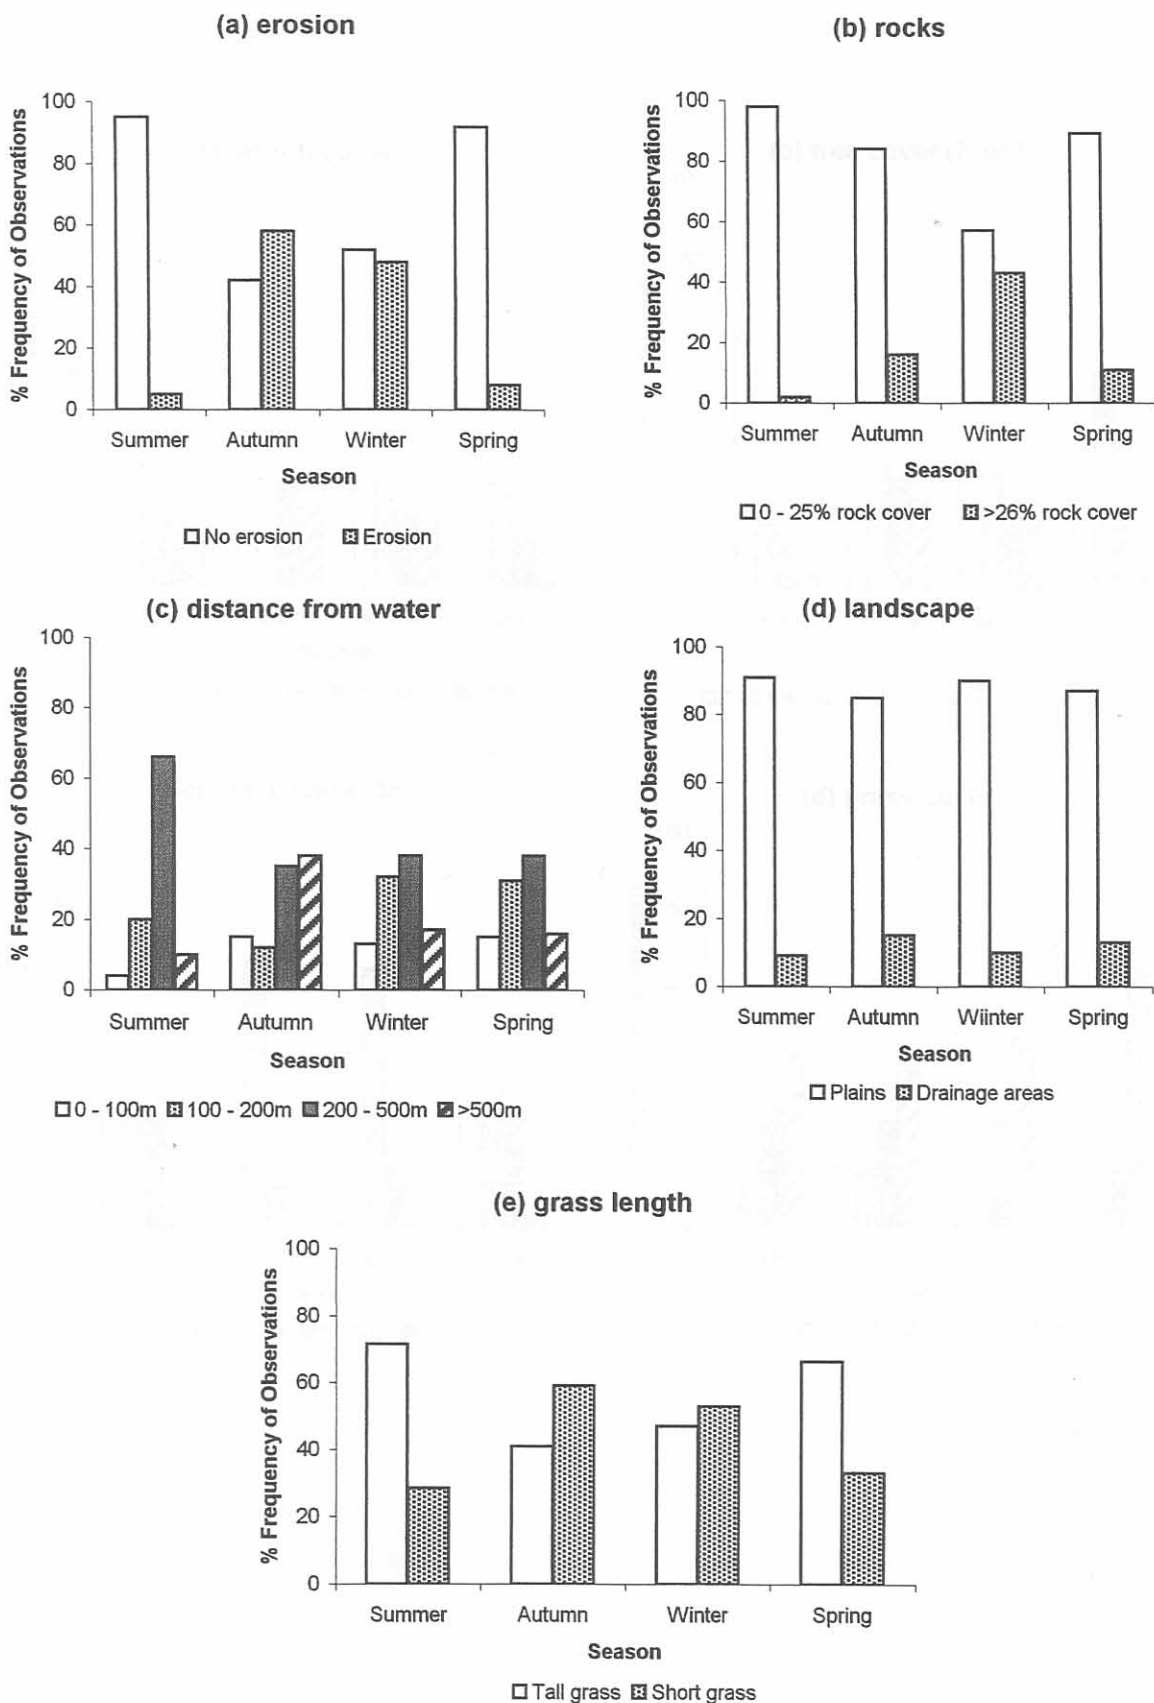 (a) erosion
% Frequency of Observations
100
80
60
40
20
0
Summer Autumn Winter Spring
Season
No erosion Erosion
(b) rocks
% Frequency of Observations
100
80
60
40
20
0
Summer Autumn Winter Spring
Season
0 - 25% rock cover >26% rock cover
(c) distance from water
% Frequency of Observations
100
80
60
40
20
0
Summer Autumn Winter Spring
Season
0 - 100m 100 - 200m 200 - 500m >500m
(d) landscape
% Frequency of Observations
100
80
60
40
20
0
Summer Autumn Wiinter Spring
Season
Plains Drainage areas
(e) grass length
% Frequency of Observations
100
80
60
40
20
0
Summer Autumn Winter Spring
Season
Tall grass Short grass